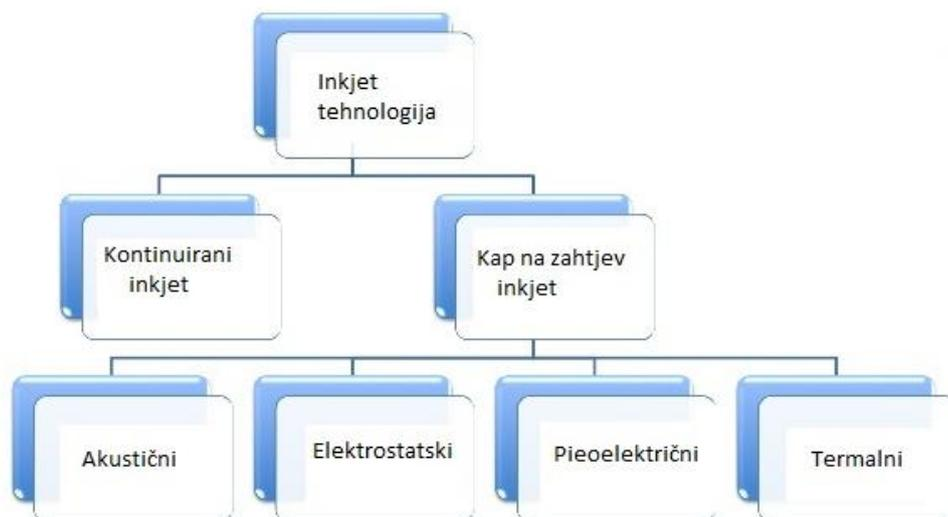 Inkjet
tehnologija
Kontinuirani
inkjet
Kap na zahtjev
inkjet
Akustični
Elektrostatski
Pieoelektrični
Termalni